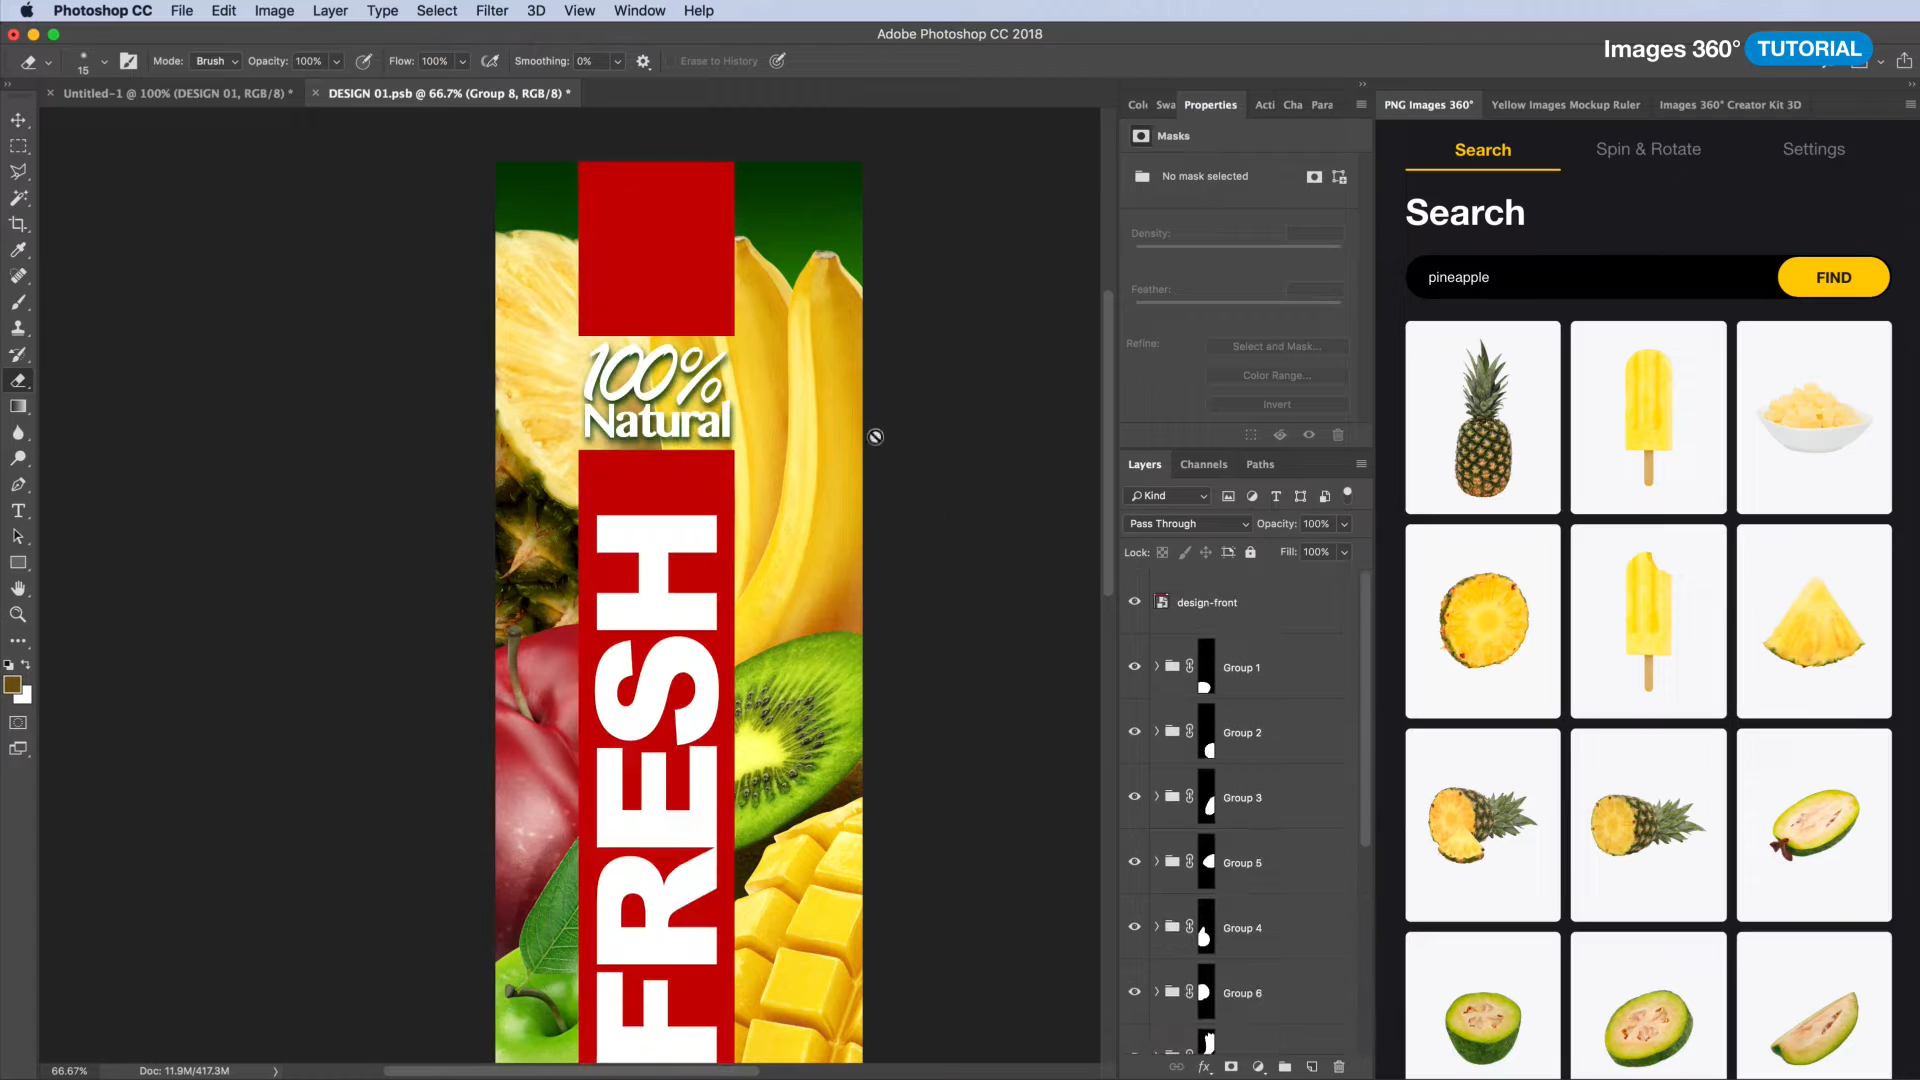 Photoshop CC File Edit Image Layer Type Select Filter 3D View Window Help
Adobe Photoshop CC 2018
Images 360° TUTORIAL
15 Mode: Brush Opacity: 100% Flow: 100% Smoothing: 0% Erase to History
Untitled-1 @ 100% (DESIGN 01, RGB/8) *
DESIGN 01.psb @ 66.7% (Group 8, RGB/8) *
Colo Swa Properties Acti Cha Para
Masks
No mask selected
Density:
Feather:
Refine: Select and Mask...
Color Range...
Invert
Layers Channels Paths
Kind
Pass Through Opacity: 100%
Lock: Fill: 100%
design-front
Group 1
Group 2
Group 3
Group 5
Group 4
Group 6
100%
Natural
FRESH
PNG Images 360° Yellow Images Mockup Ruler Images 360° Creator Kit 3D
Search Spin & Rotate Settings
Search
pineapple FIND
66.67% Doc: 11.9M/417.3M
fx